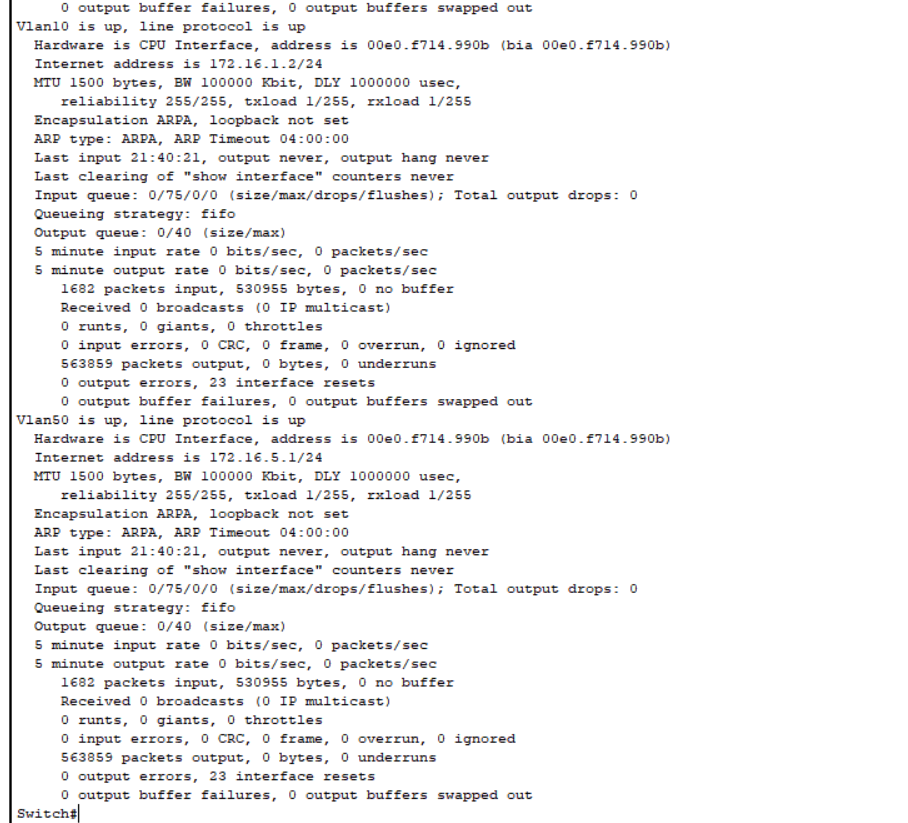 0 output buffer failures, 0 output buffers swapped out
Vlan10 is up, line protocol is up
Hardware is CPU Interface, address is 00e0.f714.990b (bia 00e0.f714.990b)
Internet address is 172.16.1.2/24
MTU 1500 bytes, BW 100000 Kbit, DLY 1000000 usec,
reliability 255/255, txload 1/255, rxload 1/255
Encapsulation ARPA, loopback not set
ARP type: ARPA, ARP Timeout 04:00:00
Last input 21:40:21, output never, output hang never
Last clearing of "show interface" counters never
Input queue: 0/75/0/0 (size/max/drops/flushes); Total output drops: 0
Queueing strategy: fifo
Output queue: 0/40 (size/max)
5 minute input rate 0 bits/sec, 0 packets/sec
5 minute output rate 0 bits/sec, 0 packets/sec
1682 packets input, 530955 bytes, 0 no buffer
Received 0 broadcasts (0 IP multicast)
0 runts, 0 giants, 0 throttles
0 input errors, 0 CRC, 0 frame, 0 overrun, 0 ignored
563859 packets output, 0 bytes, 0 underruns
0 output errors, 23 interface resets
0 output buffer failures, 0 output buffers swapped out
Vlan50 is up, line protocol is up
Hardware is CPU Interface, address is 00e0.f714.990b (bia 00e0.f714.990b)
Internet address is 172.16.5.1/24
MTU 1500 bytes, BW 100000 Kbit, DLY 1000000 usec,
reliability 255/255, txload 1/255, rxload 1/255
Encapsulation ARPA, loopback not set
ARP type: ARPA, ARP Timeout 04:00:00
Last input 21:40:21, output never, output hang never
Last clearing of "show interface" counters never
Input queue: 0/75/0/0 (size/max/drops/flushes); Total output drops: 0
Queueing strategy: fifo
Output queue: 0/40 (size/max)
5 minute input rate 0 bits/sec, 0 packets/sec
5 minute output rate 0 bits/sec, 0 packets/sec
1682 packets input, 530955 bytes, 0 no buffer
Received 0 broadcasts (0 IP multicast)
0 runts, 0 giants, 0 throttles
0 input errors, 0 CRC, 0 frame, 0 overrun, 0 ignored
563859 packets output, 0 bytes, 0 underruns
0 output errors, 23 interface resets
0 output buffer failures, 0 output buffers swapped out
Switch#